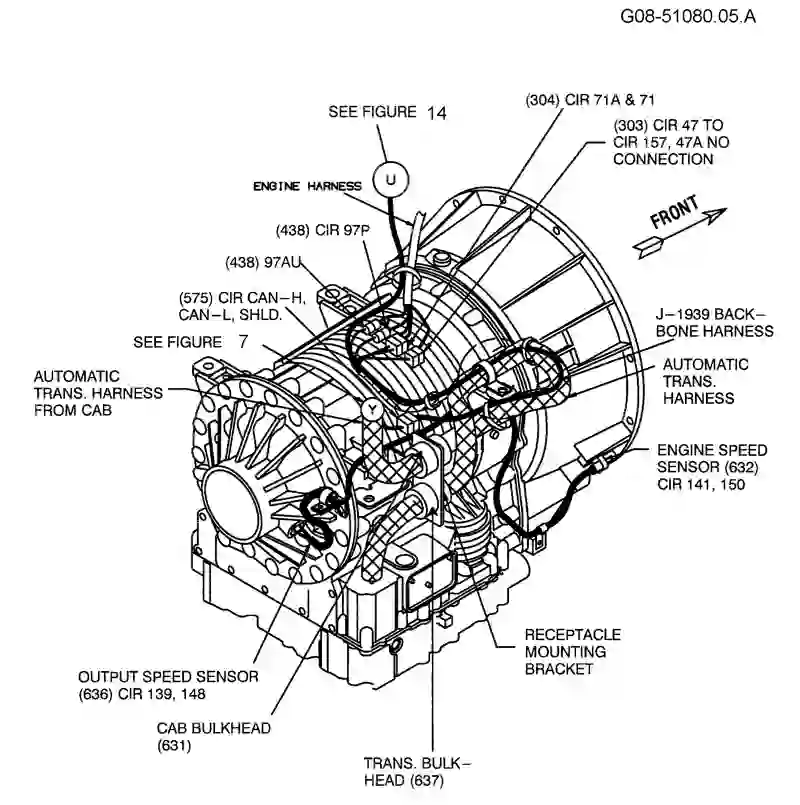 G08-51080.05.A
(304) CIR 71A & 71
SEE FIGURE 14
(303) CIR 47 TO
CIR 157, 47A NO
CONNECTION
U
ENGINE HARNESS
FRONT
(438) CIR 97P
(438) 97AU
(575) CIR CAN-H,
CAN-L, SHLD.
J-1939 BACK-
BONE HARNESS
SEE FIGURE 7
AUTOMATIC
TRANS.
HARNESS
AUTOMATIC
TRANS. HARNESS
FROM CAB
Y
ENGINE SPEED
SENSOR (632)
CIR 141, 150
RECEPTACLE
MOUNTING
BRACKET
OUTPUT SPEED SENSOR
(636) CIR 139, 148
CAB BULKHEAD
(631)
TRANS. BULK-
HEAD (637)